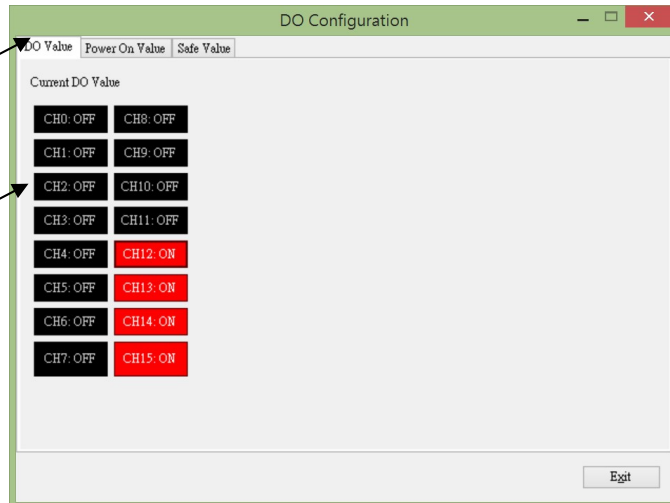 DO Configuration
DO Value Power On Value Safe Value
Current DO Value
CH0: OFF CH8: OFF
CH1: OFF CH9: OFF
CH2: OFF CH10: OFF
CH3: OFF CH11: OFF
CH4: OFF CH12: ON
CH5: OFF CH13: ON
CH6: OFF CH14: ON
CH7: OFF CH15: ON
Exit